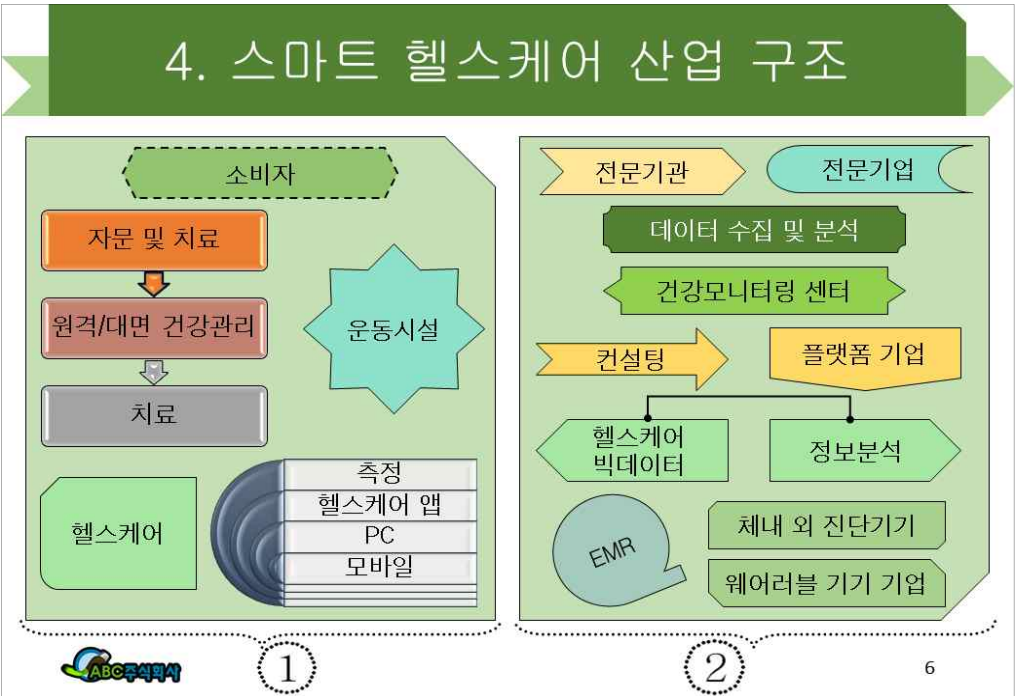 4. 스마트 헬스케어 산업 구조
소비자
자문 및 치료
원격/대면 건강관리
치료
운동시설
헬스케어
측정
헬스케어 앱
PC
모바일
전문기관
전문기업
데이터 수집 및 분석
건강모니터링 센터
컨설팅
플랫폼 기업
헬스케어
빅데이터
정보분석
EMR
체내 외 진단기기
웨어러블 기기 기업
ABC주식회사
1
2
6